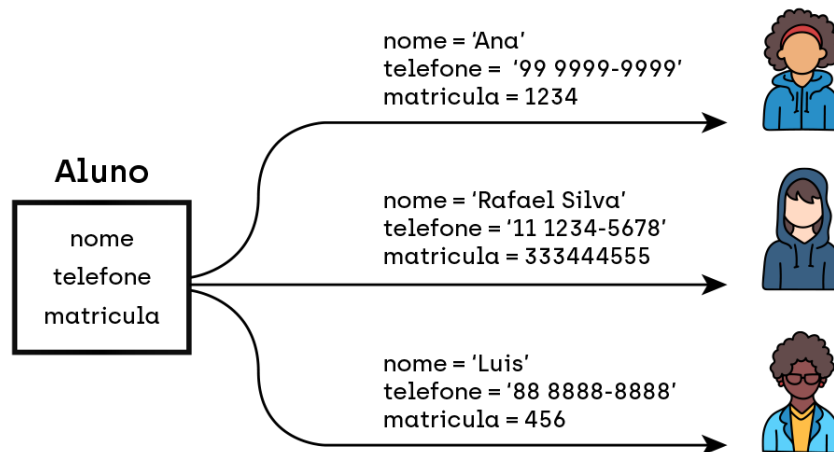 nome = ‘Ana’
telefone = ‘99 9999-9999’
matricula = 1234
Aluno
nome
telefone
matricula
nome = ‘Rafael Silva’
telefone = ‘11 1234-5678’
matricula = 333444555
nome = ‘Luis’
telefone = ‘88 8888-8888’
matricula = 456